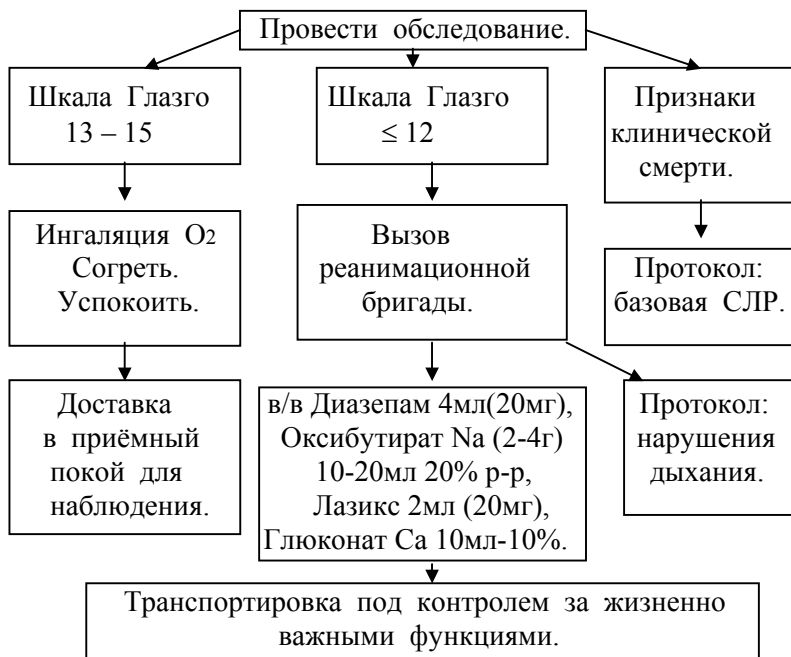 Провести обследование.
Шкала Глазго
13 – 15
Шкала Глазго
≤ 12
Признаки
клинической
смерти.
Ингаляция О2
Согреть.
Успокоить.
Вызов
реанимационной
бригады.
Протокол:
базовая СЛР.
Доставка
в приёмный
покой для
наблюдения.
в/в Диазепам 4мл(20мг),
Оксибутират Na (2-4г)
10-20мл 20% р-р,
Лазикс 2мл (20мг),
Глюконат Са 10мл-10%.
Протокол:
нарушения
дыхания.
Транспортировка под контролем за жизненно
важными функциями.